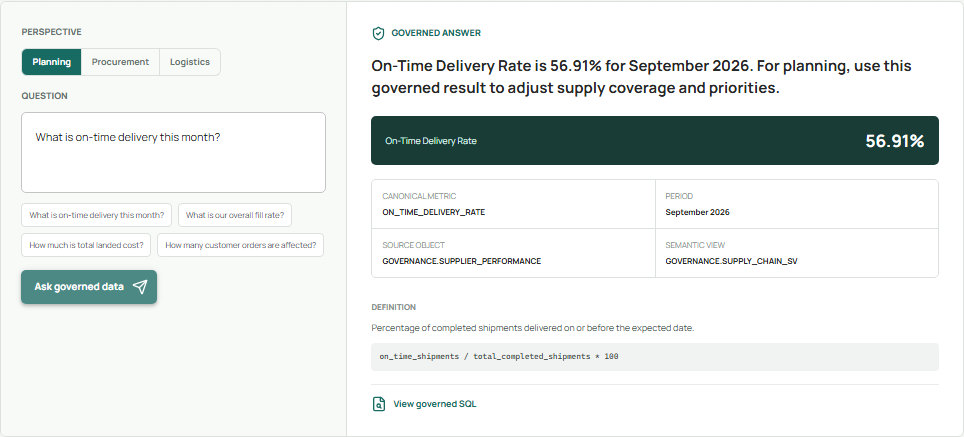 PERSPECTIVE
Planning
Procurement
Logistics
QUESTION
What is on-time delivery this month?
What is on-time delivery this month?
What is our overall fill rate?
How much is total landed cost?
How many customer orders are affected?
Ask governed data
GOVERNED ANSWER
On-Time Delivery Rate is 56.91% for September 2026. For planning, use this
governed result to adjust supply coverage and priorities.
On-Time Delivery Rate
56.91%
CANONICAL METRIC
ON_TIME_DELIVERY_RATE
PERIOD
September 2026
SOURCE OBJECT
GOVERNANCE.SUPPLIER_PERFORMANCE
SEMANTIC VIEW
GOVERNANCE.SUPPLY_CHAIN_SV
DEFINITION
Percentage of completed shipments delivered on or before the expected date.
on_time_shipments / total_completed_shipments * 100
View governed SQL